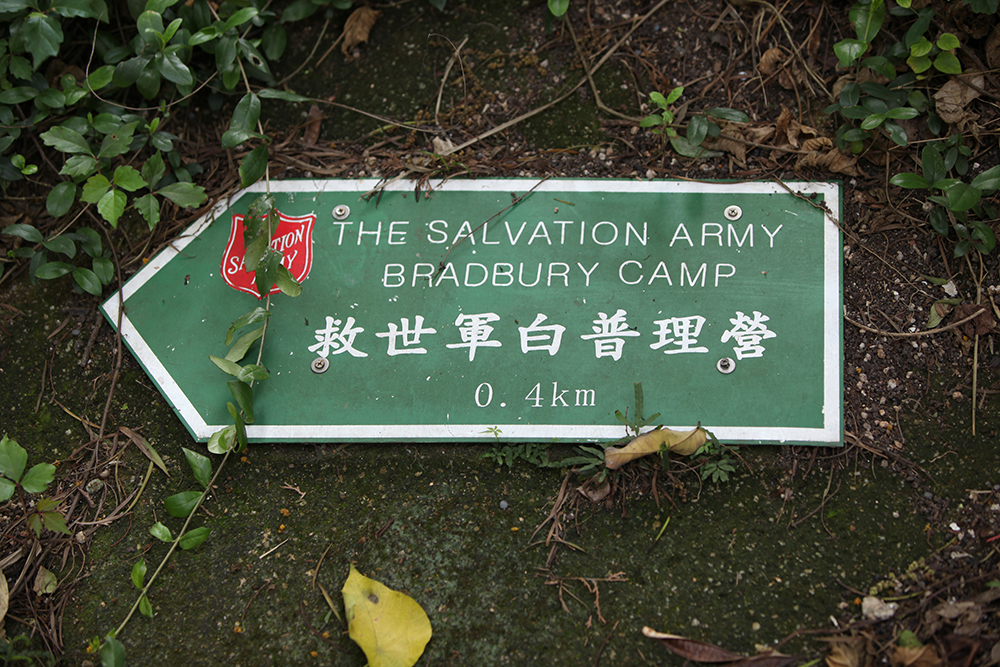 THE SALVATION ARMY
BRADBURY CAMP
救世軍白普理營
0.4km